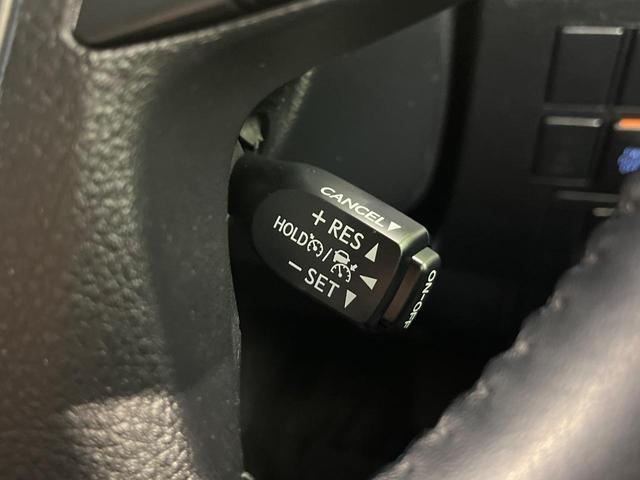 CANCEL
+ RES
HOLD /
− SET
ON-OFF